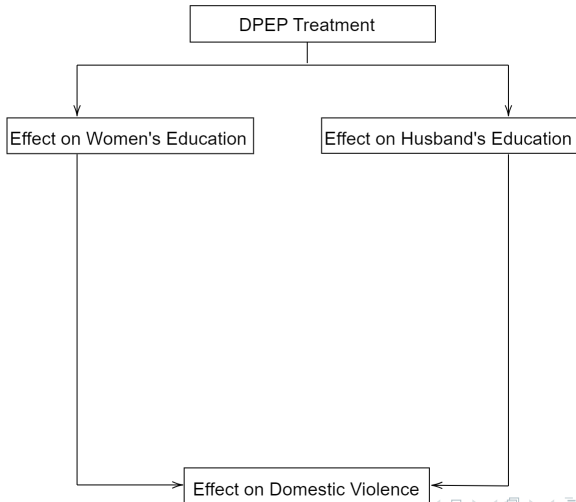 DPEP Treatment
Effect on Women's Education
Effect on Husband's Education
Effect on Domestic Violence